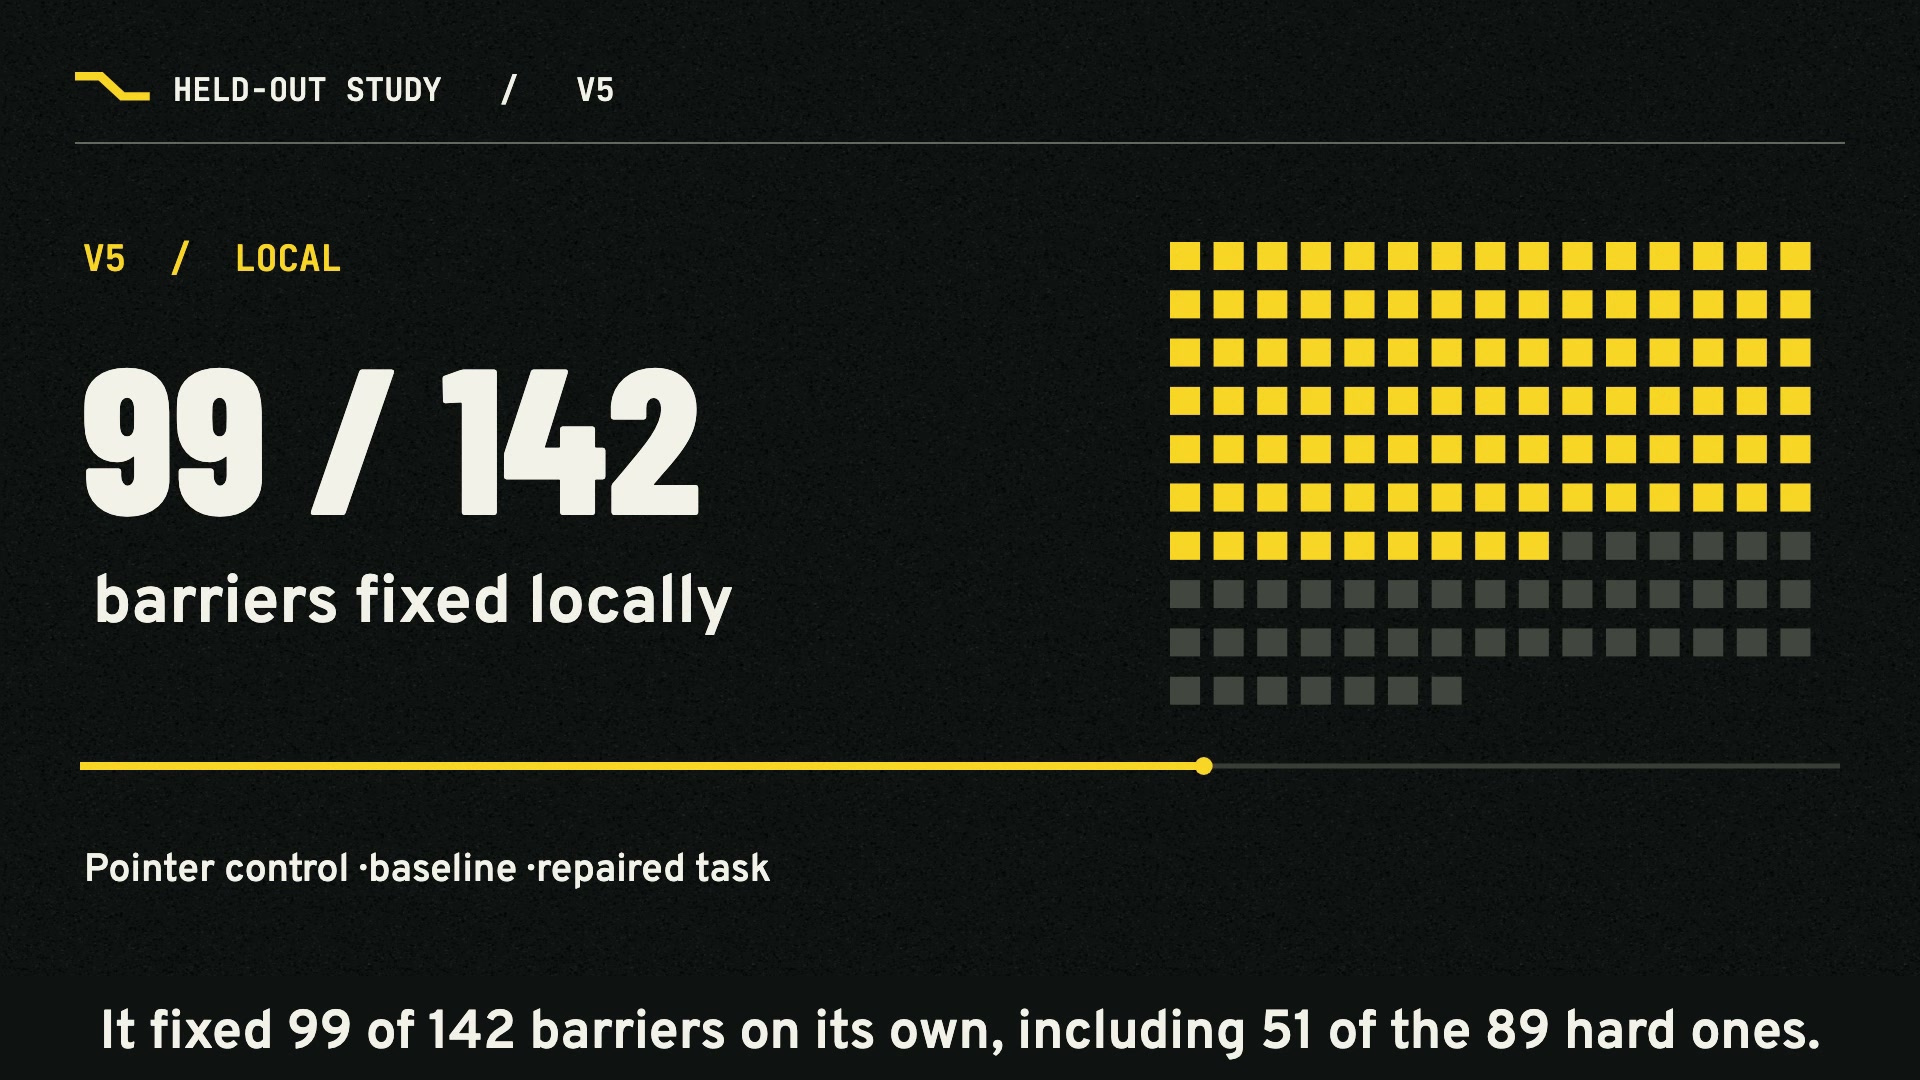 HELD-OUT STUDY / V5
V5 / LOCAL
99 / 142
barriers fixed locally
Pointer control ·baseline ·repaired task
It fixed 99 of 142 barriers on its own, including 51 of the 89 hard ones.